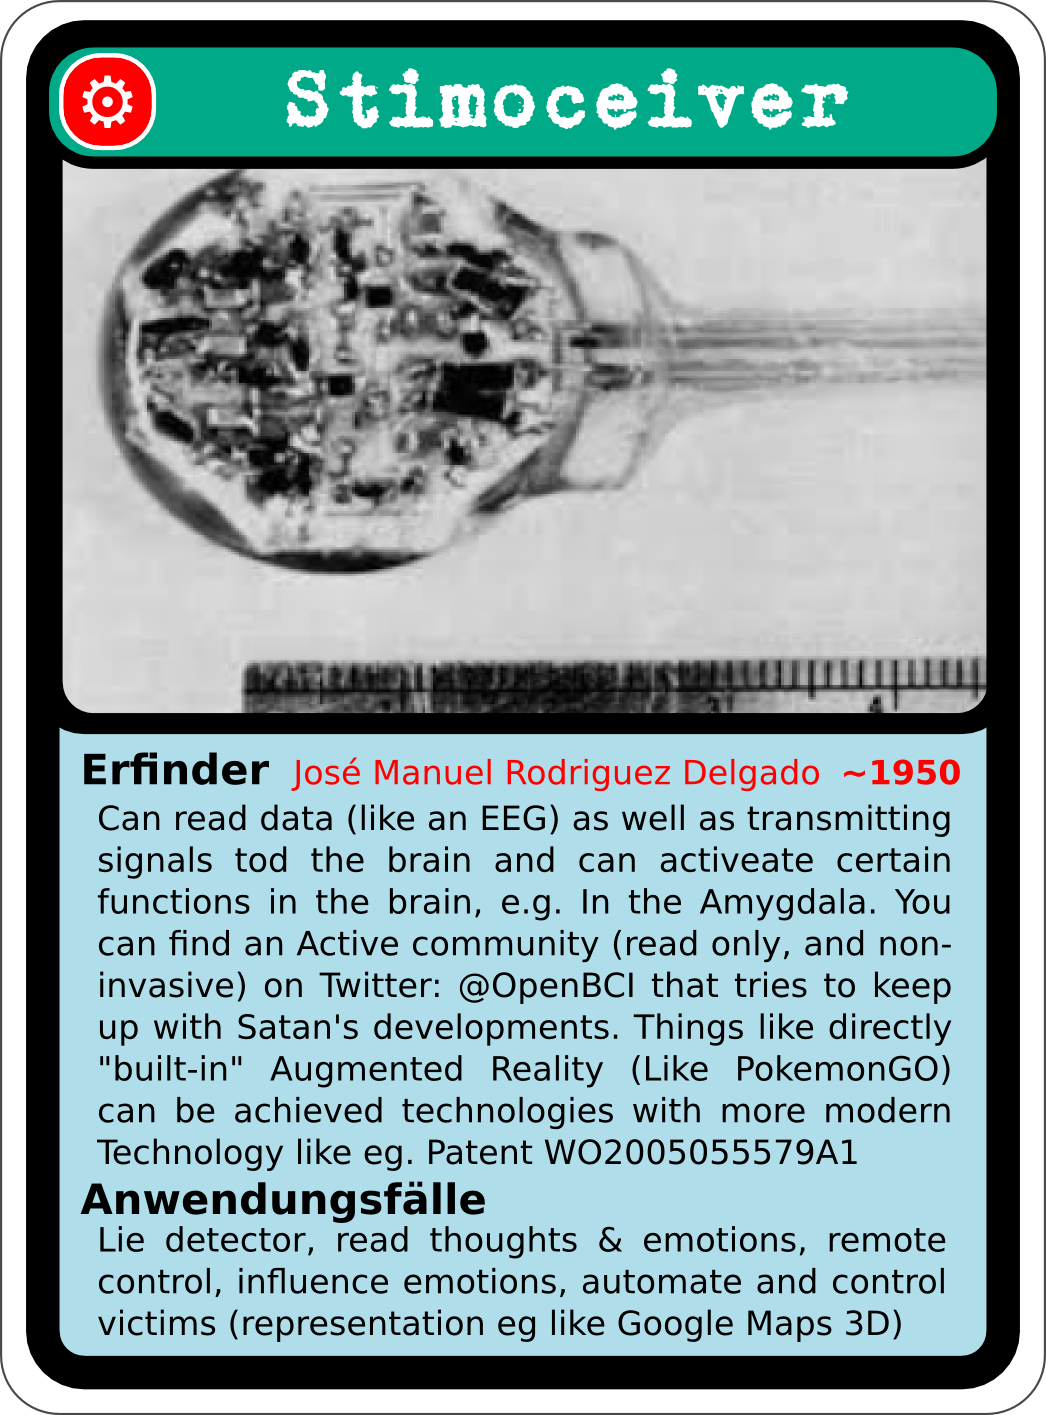 Stimoceiver
4
Erfinder José Manuel Rodriguez Delgado ~1950
Can read data (like an EEG) as well as transmitting
signals tod the brain and can activeate certain
functions in the brain, e.g. In the Amygdala. You
can find an Active community (read only, and non-
invasive) on Twitter: @OpenBCI that tries to keep
up with Satan's developments. Things like directly
"built-in" Augmented Reality (Like PokemonGO)
can be achieved technologies with more modern
Technology like eg. Patent WO2005055579A1
Anwendungsfälle
Lie detector, read thoughts & emotions, remote
control, influence emotions, automate and control
victims (representation eg like Google Maps 3D)